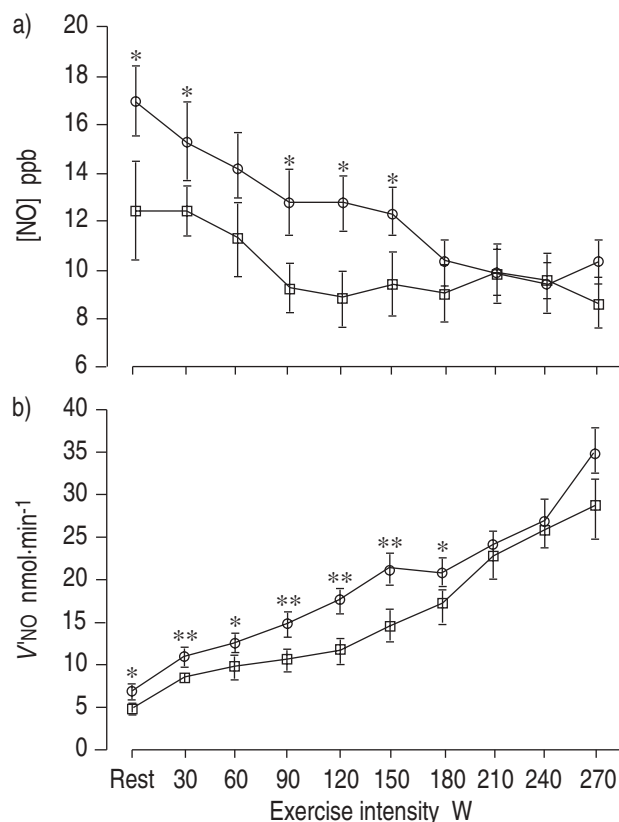 a)
20
18
16
14
12
10
8
6
[NO] ppb
* * * * *
b)
40
35
30
25
20
15
10
5
0
V'NO nmol·min-1
* ** * ** ** ** *
Rest 30 60 90 120 150 180 210 240 270
Exercise intensity W